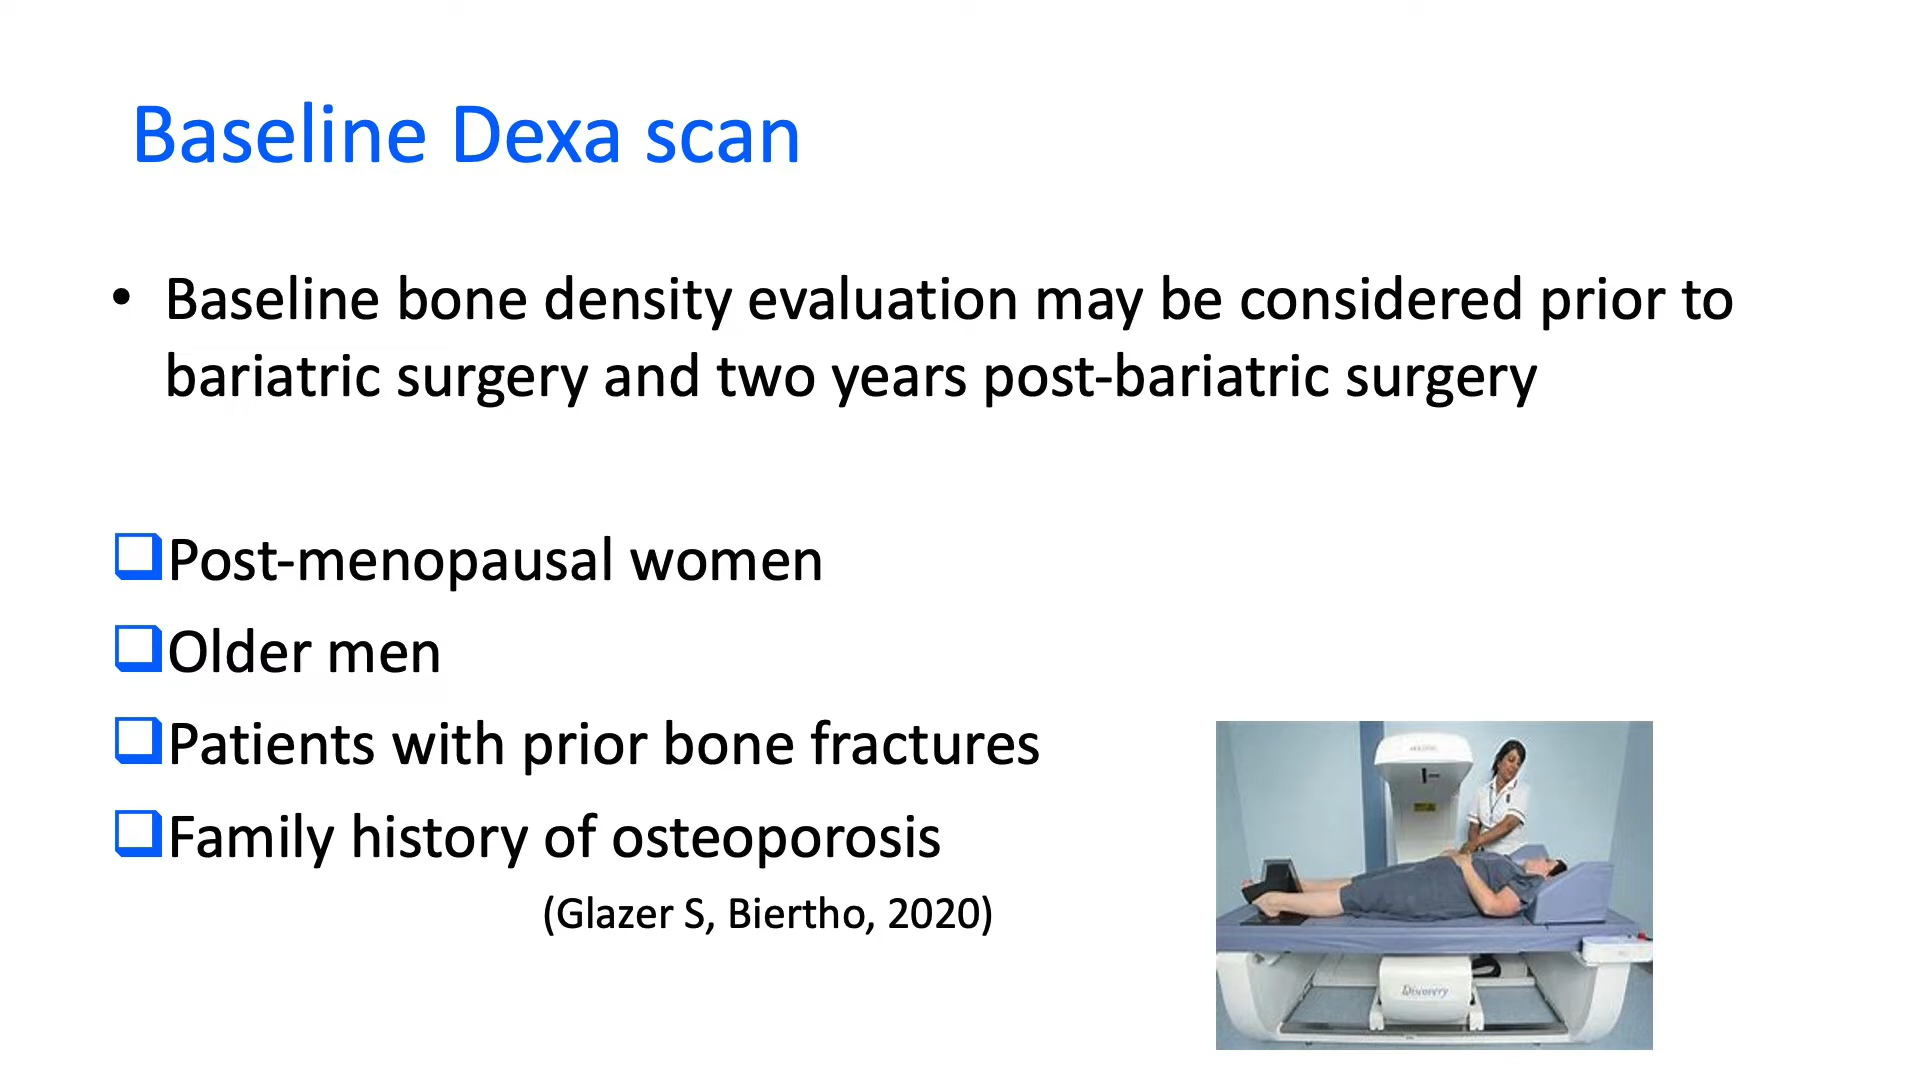 Baseline Dexa scan
• Baseline bone density evaluation may be considered prior to
bariatric surgery and two years post-bariatric surgery
❑Post-menopausal women
❑Older men
❑Patients with prior bone fractures
❑Family history of osteoporosis
(Glazer S, Biertho, 2020)
Discovery